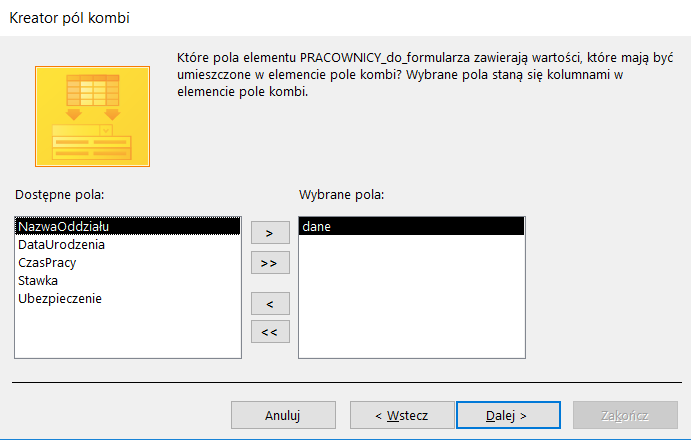 Kreator pól kombi
Które pola elementu PRACOWNICY_do_formularza zawierają wartości, które mają być
umieszczone w elemencie pole kombi? Wybrane pola staną się kolumnami w
elemencie pole kombi.
Dostępne pola:
NazwaOddziału
DataUrodzenia
CzasPracy
Stawka
Ubezpieczenie
>
>>
<
<<
Wybrane pola:
dane
Anuluj
< Wstecz
Dalej >
Zakończ